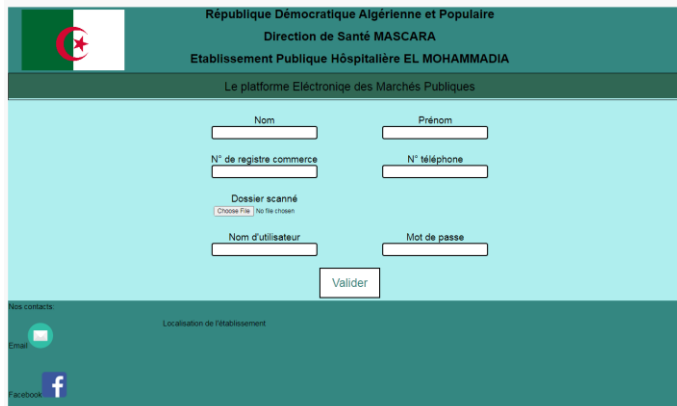 République Démocratique Algérienne et Populaire
Direction de Santé MASCARA
Etablissement Publique Hôspitalière EL MOHAMMADIA
Le platforme Eléctroniqe des Marchés Publiques
Nom
Prénom
N° de registre commerce
N° téléphone
Dossier scanné
Choose File No file chosen
Nom d'utilisateur
Mot de passe
Valider
Nos contacts:
Localisation de l'établissement
Email
Facebook